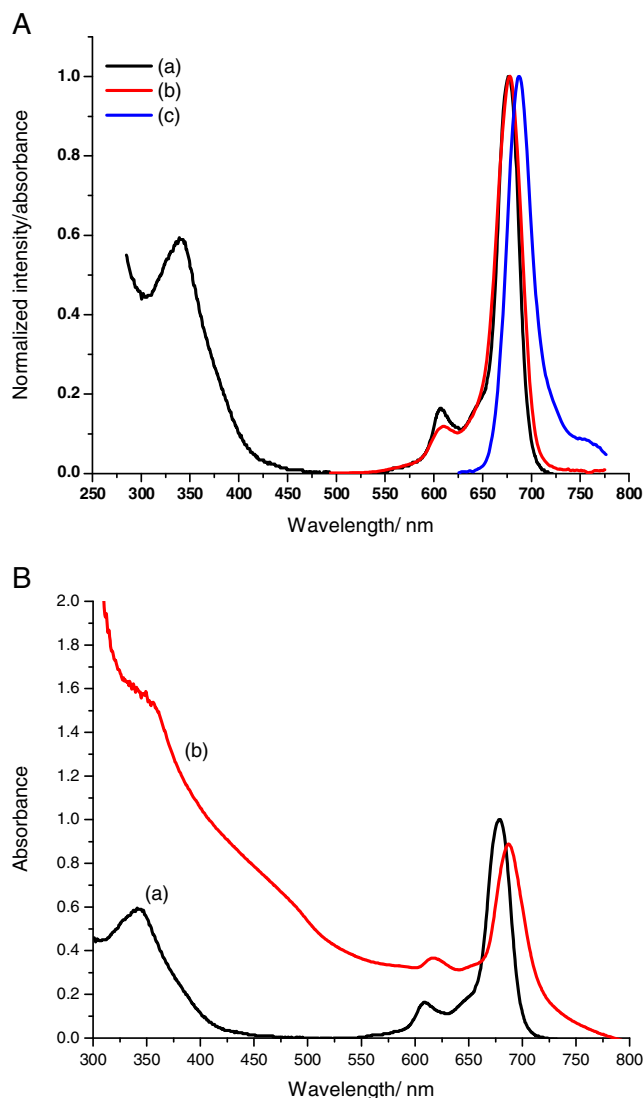 A
(a)
(b)
(c)
Normalized intensity/absorbance
1.0
0.8
0.6
0.4
0.2
0.0
250 300 350 400 450 500 550 600 650 700 750 800
Wavelength/ nm
B
Absorbance
2.0
1.8
1.6
1.4
1.2
1.0
0.8
0.6
0.4
0.2
0.0
(b)
(a)
300 350 400 450 500 550 600 650 700 750 800
Wavelength/ nm